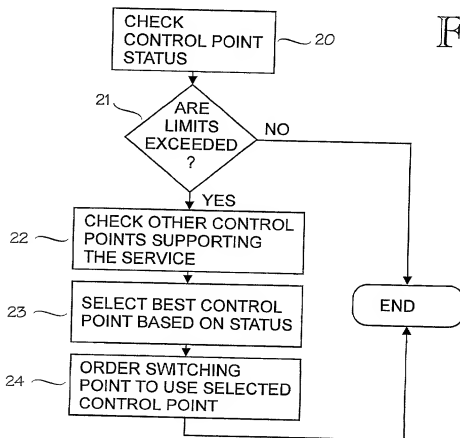 CHECK
CONTROL POINT
STATUS
20
F
21
ARE
LIMITS
EXCEEDED
?
NO
YES
22
CHECK OTHER CONTROL
POINTS SUPPORTING
THE SERVICE
23
SELECT BEST CONTROL
POINT BASED ON STATUS
END
24
ORDER SWITCHING
POINT TO USE SELECTED
CONTROL POINT